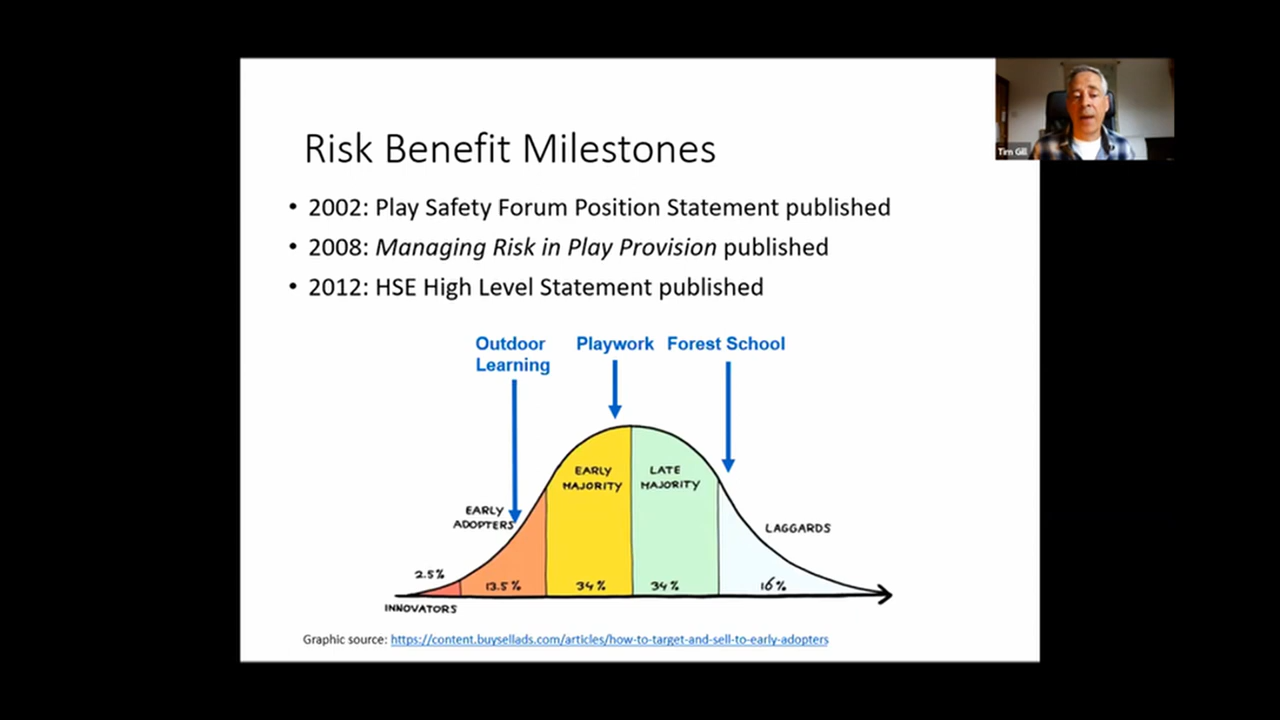 Risk Benefit Milestones
Tim Gill
• 2002: Play Safety Forum Position Statement published
• 2008: Managing Risk in Play Provision published
• 2012: HSE High Level Statement published
Outdoor
Learning
Playwork
Forest School
EARLY
MAJORITY
LATE
MAJORITY
EARLY
ADOPTERS
LAGGARDS
2.5%
13.5%
34%
34%
16%
INNOVATORS
Graphic source: https://content.buysellads.com/articles/how-to-target-and-sell-to-early-adopters